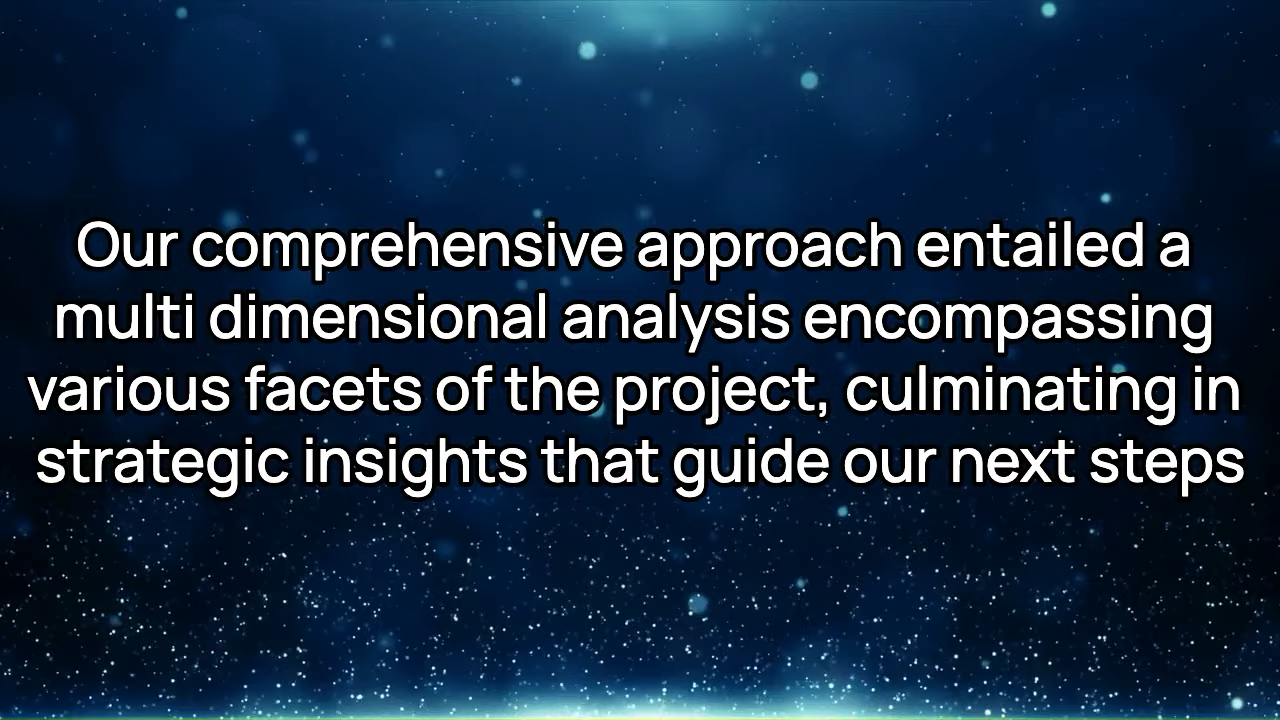 Our comprehensive approach entailed a
multi dimensional analysis encompassing
various facets of the project, culminating in
strategic insights that guide our next steps